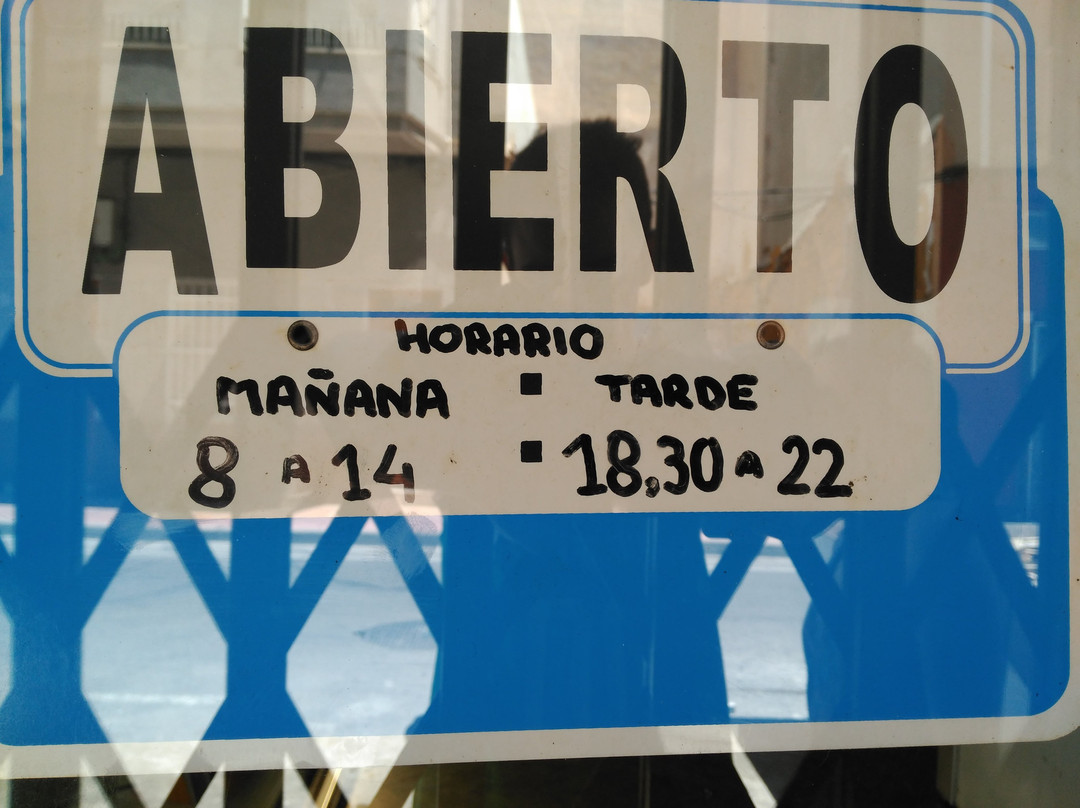 ABIERTO
HORARIO
MAÑANA : TARDE
8 A 14 : 18,30 A 22